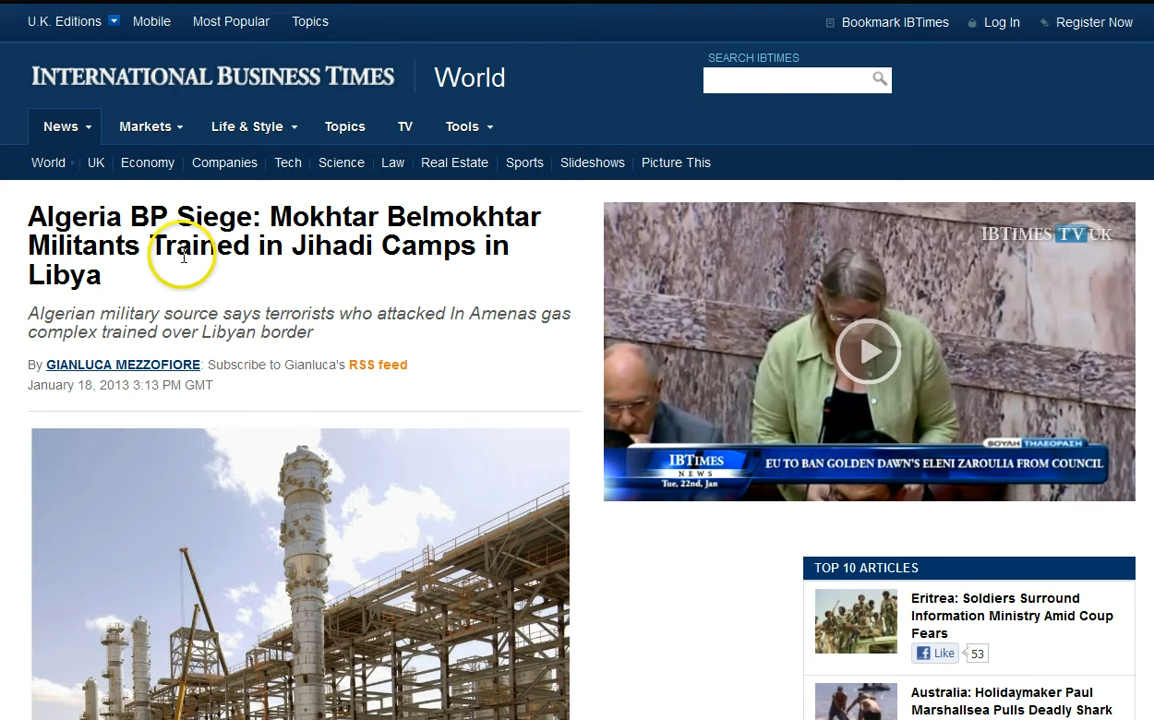 U.K. Editions Mobile Most Popular Topics
Bookmark IBTimes Log In Register Now
INTERNATIONAL BUSINESS TIMES World
SEARCH IBTIMES
News Markets Life & Style Topics TV Tools
World UK Economy Companies Tech Science Law Real Estate Sports Slideshows Picture This
Algeria BP Siege: Mokhtar Belmokhtar
Militants Trained in Jihadi Camps in
Libya
Algerian military source says terrorists who attacked In Amenas gas
complex trained over Libyan border
By GIANLUCA MEZZOFIORE: Subscribe to Gianluca's RSS feed
January 18, 2013 3:13 PM GMT
IBTIMES TV UK
ΒΟΥΛΗ ΤΗΛΕΟΡΑΣΗ
IBTIMES
NEWS
Tue, 22nd, Jan
EU TO BAN GOLDEN DAWN'S ELENI ZAROULIA FROM COUNCIL
TOP 10 ARTICLES
Eritrea: Soldiers Surround
Information Ministry Amid Coup
Fears
Like 53
Australia: Holidaymaker Paul
Marshallsea Pulls Deadly Shark